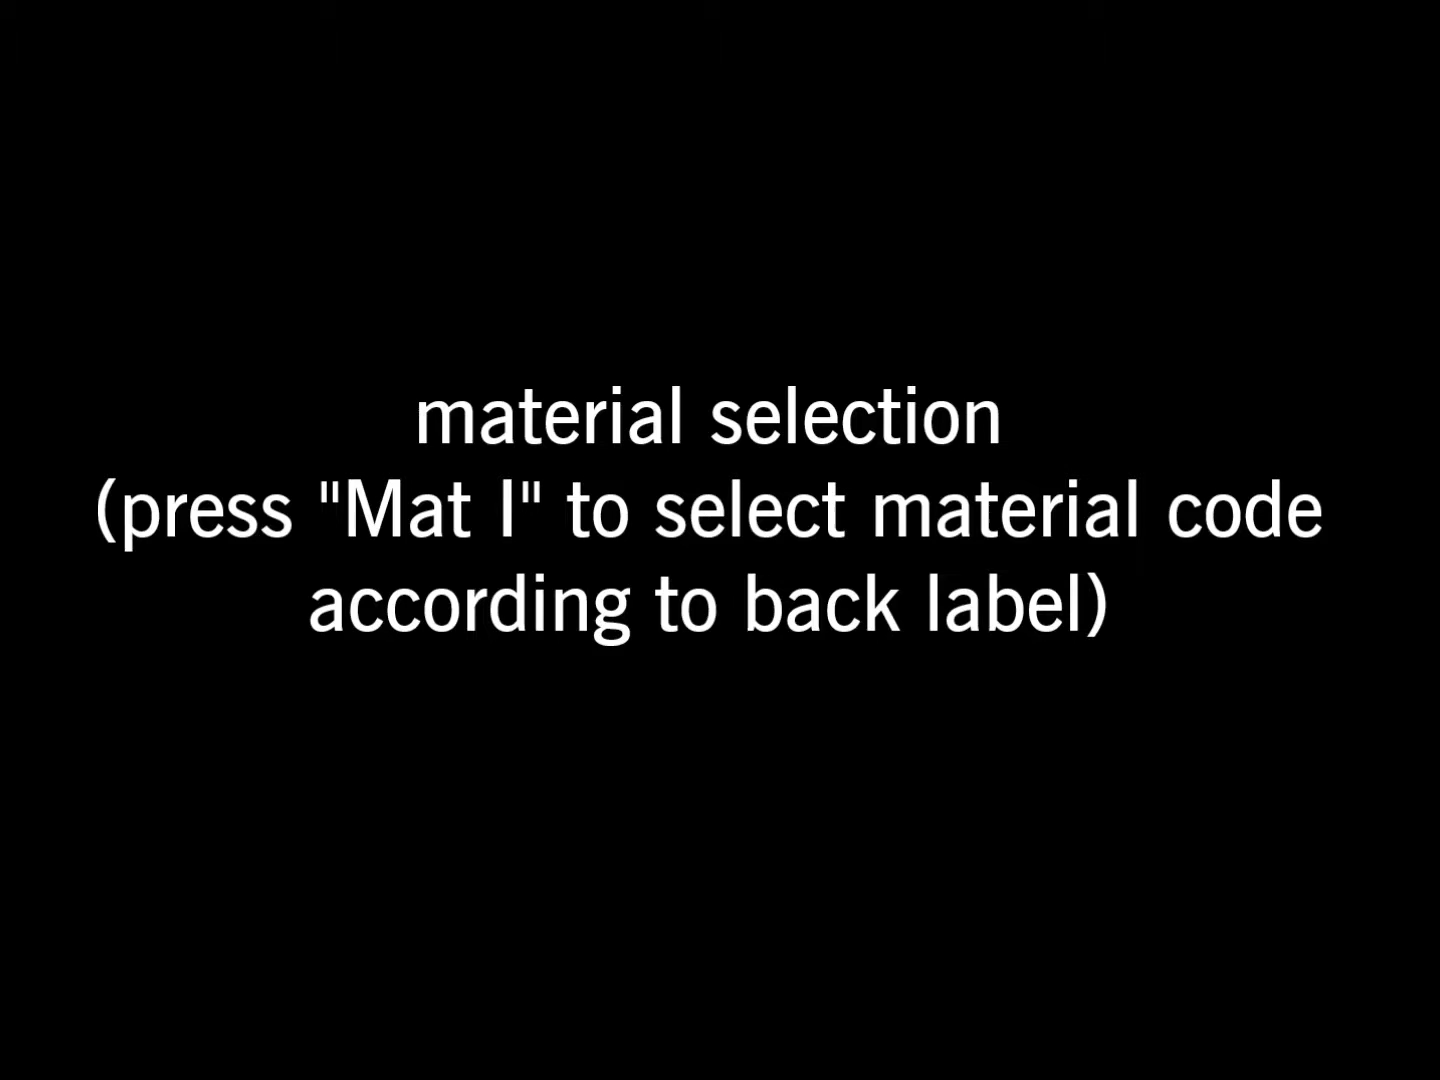 material selection
(press "Mat I" to select material code
according to back label)